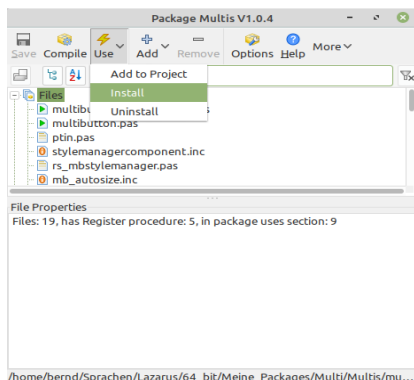 Package Multis V1.0.4
Save Compile Use Add Remove Options Help More
Add to Project
Install
Uninstall
Files
multibutton.pas
ptin.pas
stylemanagercomponent.inc
rs_mbstylemanager.pas
mb_autosize.inc
File Properties
Files: 19, has Register procedure: 5, in package uses section: 9
/home/bernd/Sprachen/Lazarus/64_bit/Meine_Packages/Multi/Multis/mu...